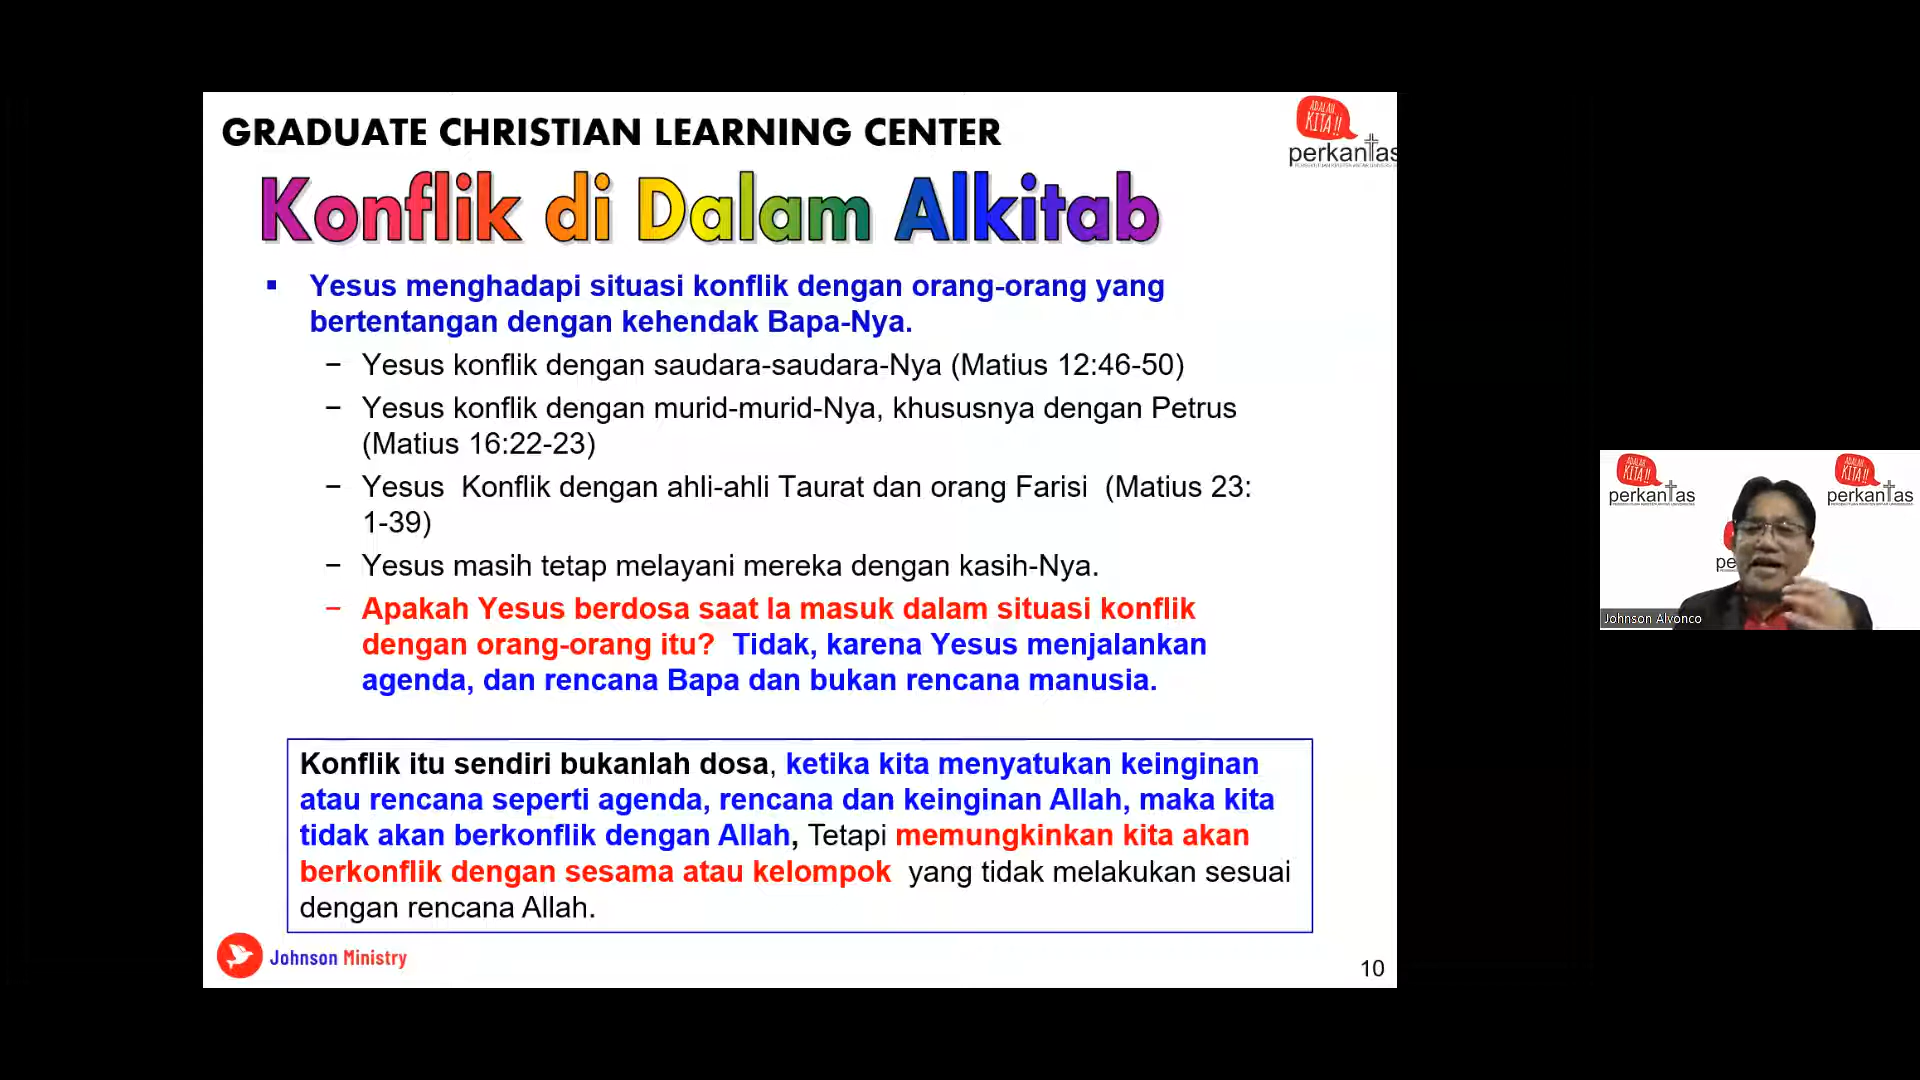 GRADUATE CHRISTIAN LEARNING CENTER
ADALAH
KITA!!
perkantas
Konflik di Dalam Alkitab
▪ Yesus menghadapi situasi konflik dengan orang-orang yang
bertentangan dengan kehendak Bapa-Nya.
− Yesus konflik dengan saudara-saudara-Nya (Matius 12:46-50)
− Yesus konflik dengan murid-murid-Nya, khususnya dengan Petrus
(Matius 16:22-23)
− Yesus  Konflik dengan ahli-ahli Taurat dan orang Farisi  (Matius 23:
1-39)
− Yesus masih tetap melayani mereka dengan kasih-Nya.
− Apakah Yesus berdosa saat Ia masuk dalam situasi konflik
dengan orang-orang itu?  Tidak, karena Yesus menjalankan
agenda, dan rencana Bapa dan bukan rencana manusia.
Konflik itu sendiri bukanlah dosa, ketika kita menyatukan keinginan
atau rencana seperti agenda, rencana dan keinginan Allah, maka kita
tidak akan berkonflik dengan Allah, Tetapi memungkinkan kita akan
berkonflik dengan sesama atau kelompok  yang tidak melakukan sesuai
dengan rencana Allah.
Johnson Ministry
10
ADALAH
KITA!!
perkantas
ADALAH
KITA!!
perkantas
pe
Johnson Alvonco